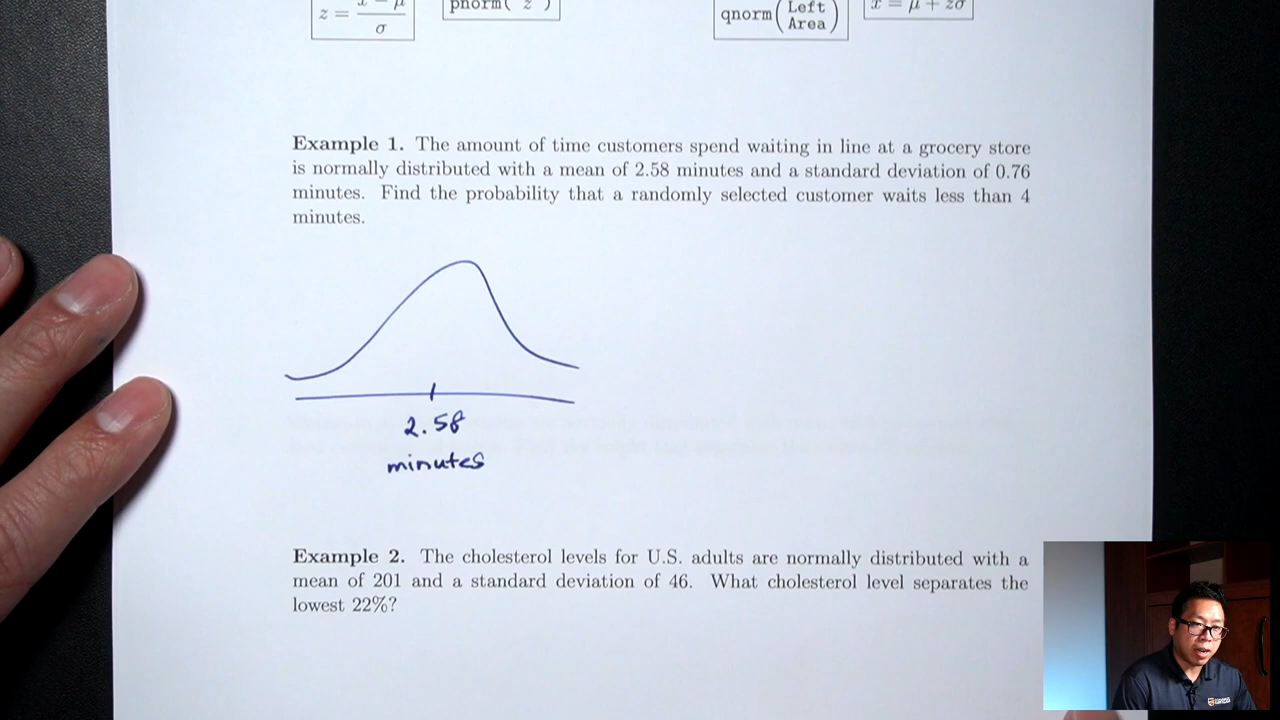 z = x − μ / σ
pnorm( z )
qnorm( Left Area )
x = μ + zσ
Example 1. The amount of time customers spend waiting in line at a grocery store
is normally distributed with a mean of 2.58 minutes and a standard deviation of 0.76
minutes. Find the probability that a randomly selected customer waits less than 4
minutes.
2.58
minutes
Example 2. The cholesterol levels for U.S. adults are normally distributed with a
mean of 201 and a standard deviation of 46. What cholesterol level separates the
lowest 22%?